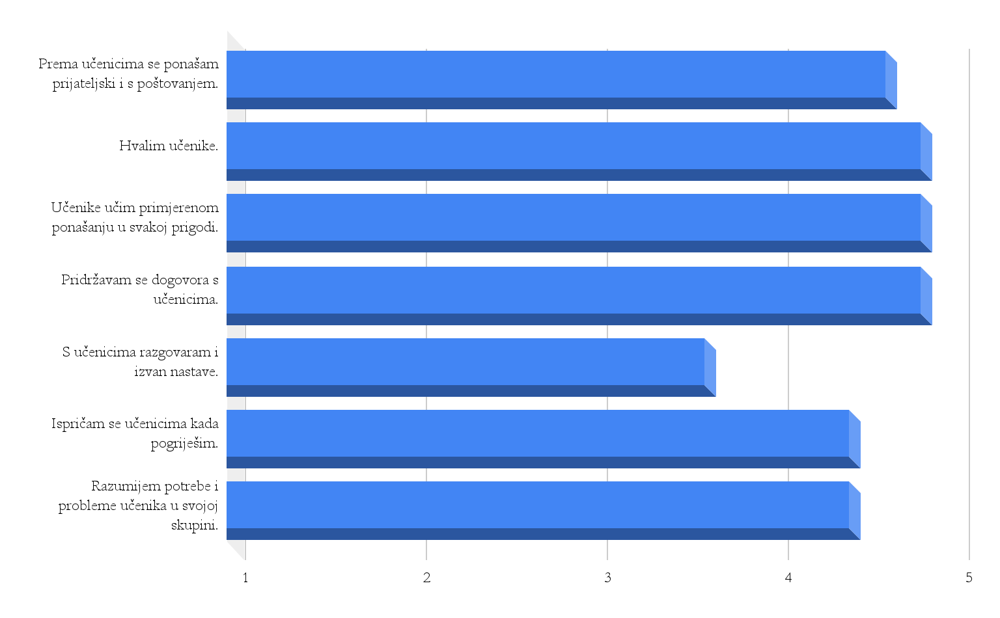 Prema učenicima se ponašam
prijateljski i s poštovanjem.
Hvalim učenike.
Učenike učim primjerenom
ponašanju u svakoj prigodi.
Pridržavam se dogovora s
učenicima.
S učenicima razgovaram i
izvan nastave.
Ispričam se učenicima kada
pogriješim.
Razumijem potrebe i
probleme učenika u svojoj
skupini.
1 2 3 4 5